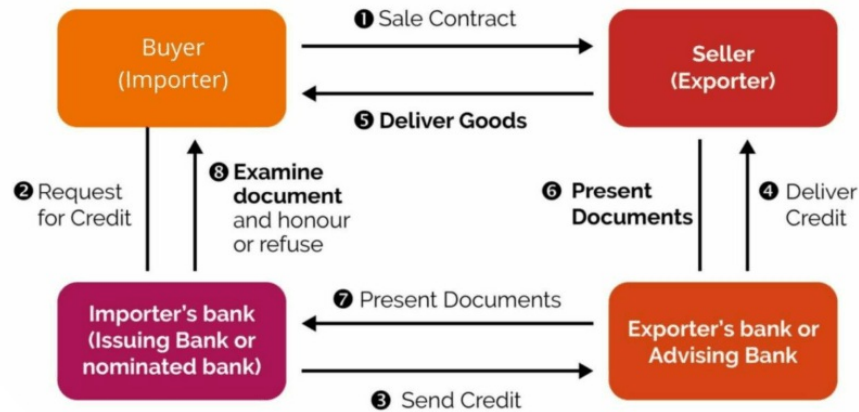 ❶ Sale Contract
Buyer
(Importer)
Seller
(Exporter)
❺ Deliver Goods
❷ Request
for Credit
❽ Examine
document
and honour
or refuse
❻ Present
Documents
❹ Deliver
Credit
Importer's bank
(Issuing Bank or
nominated bank)
❼ Present Documents
Exporter's bank or
Advising Bank
❸ Send Credit